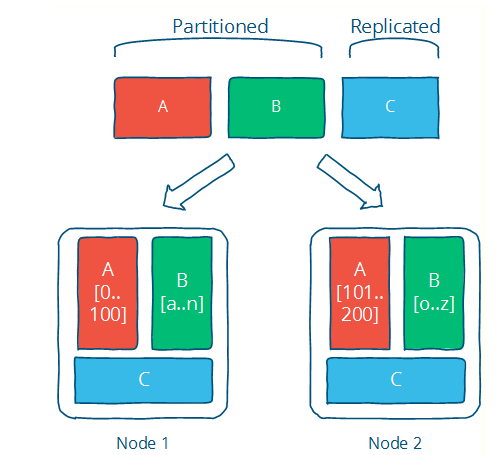 Partitioned Replicated
A B C
A
[0..
100]
B
[a..n]
C
A
[101..
200]
B
[o..z]
C
Node 1 Node 2